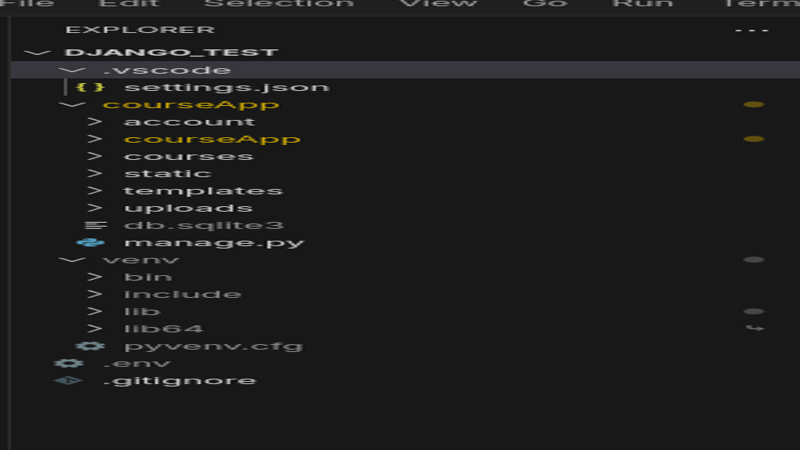 File Edit Selection View Go Run Term
EXPLORER ...
DJANGO_TEST
.vscode
{} settings.json
courseApp
account
courseApp
courses
static
templates
uploads
db.sqlite3
manage.py
venv
bin
include
lib
lib64
pyvenv.cfg
.env
.gitignore